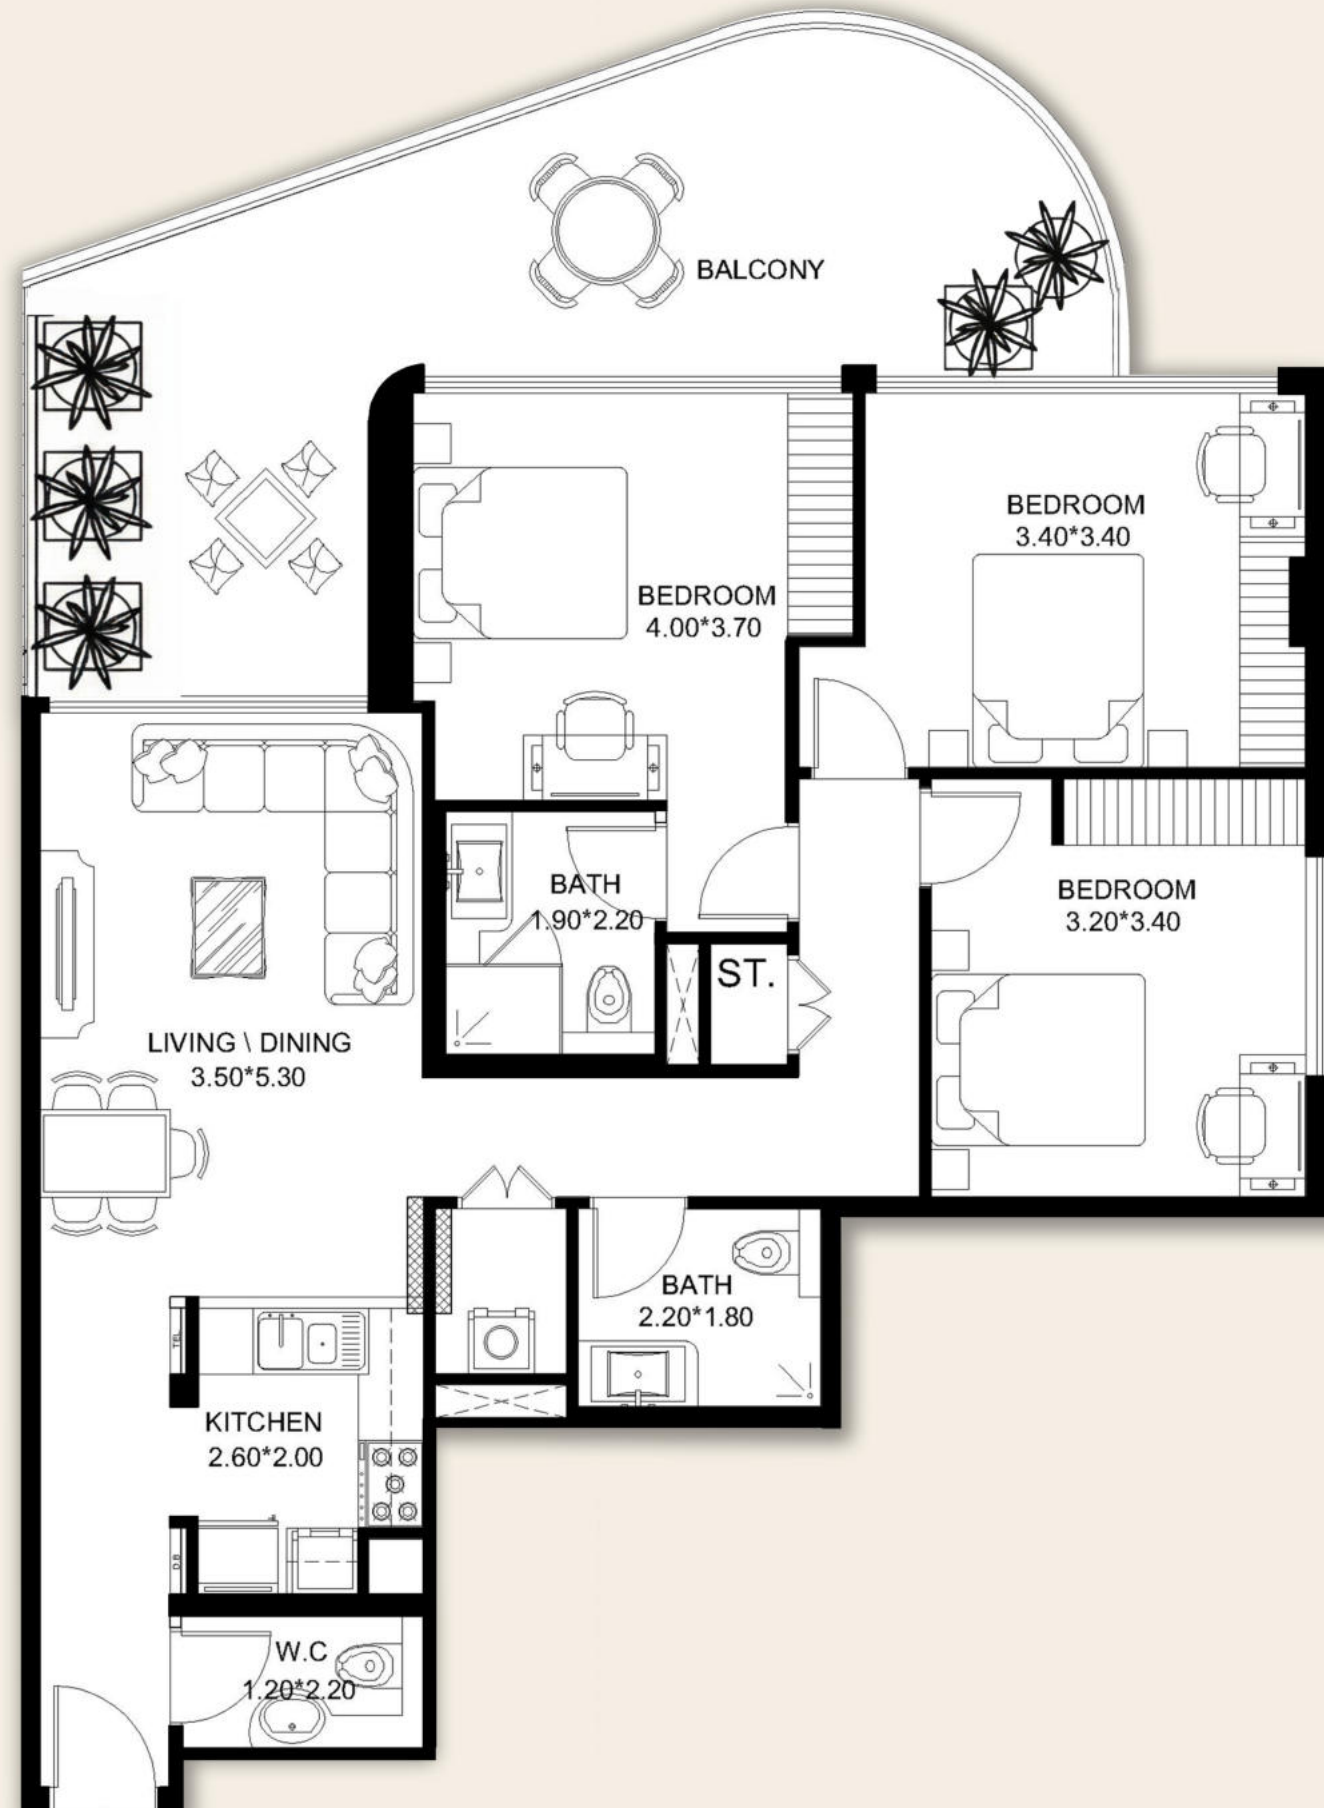 BALCONY
BEDROOM
3.40*3.40
BEDROOM
4.00*3.70
BEDROOM
3.20*3.40
BATH
1.90*2.20
ST.
LIVING \ DINING
3.50*5.30
BATH
2.20*1.80
TEL
KITCHEN
2.60*2.00
D.B
W.C
1.20*2.20